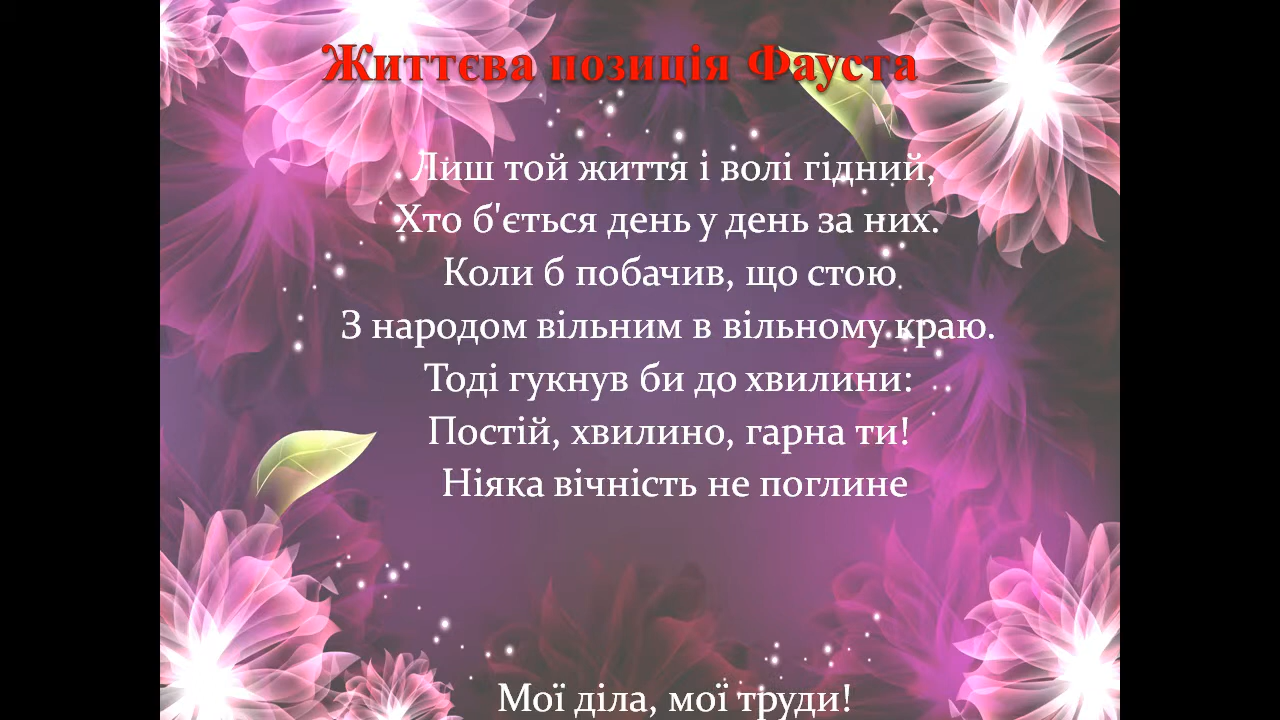 Життєва позиція Фауста
Лиш той життя і волі гідний,
Хто б'ється день у день за них.
Коли б побачив, що стою
З народом вільним в вільному краю.
Тоді гукнув би до хвилини:
Постій, хвилино, гарна ти!
Ніяка вічність не поглине
Мої діла, мої труди!